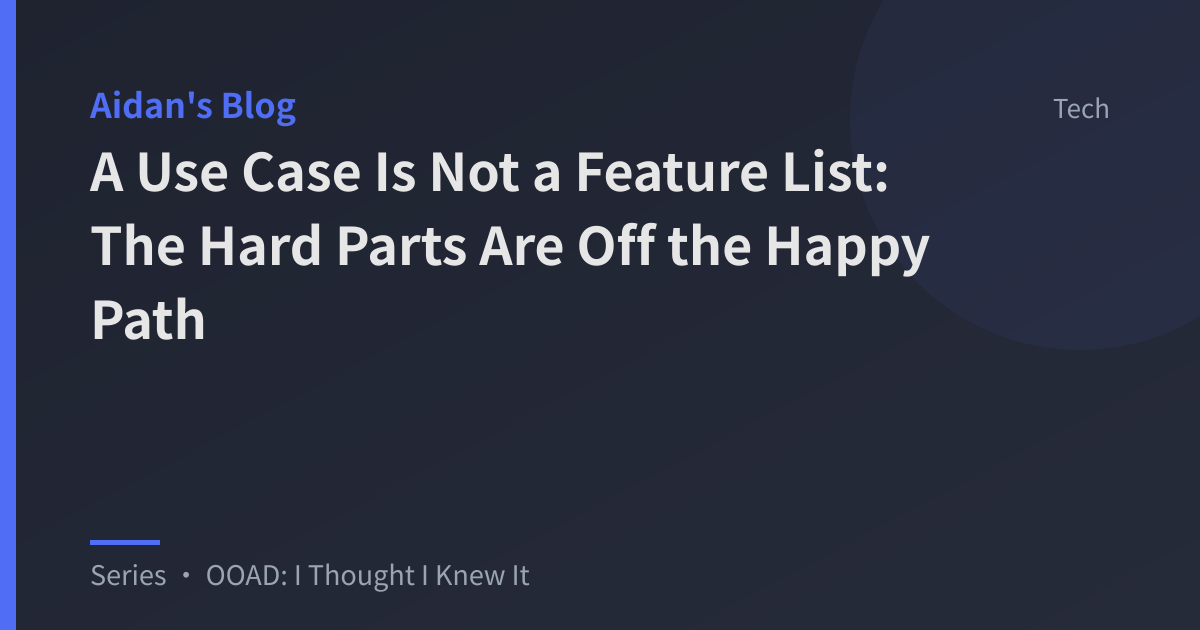 Aidan's Blog
Tech
A Use Case Is Not a Feature List:
The Hard Parts Are Off the Happy
Path
Series • OOAD: I Thought I Knew It